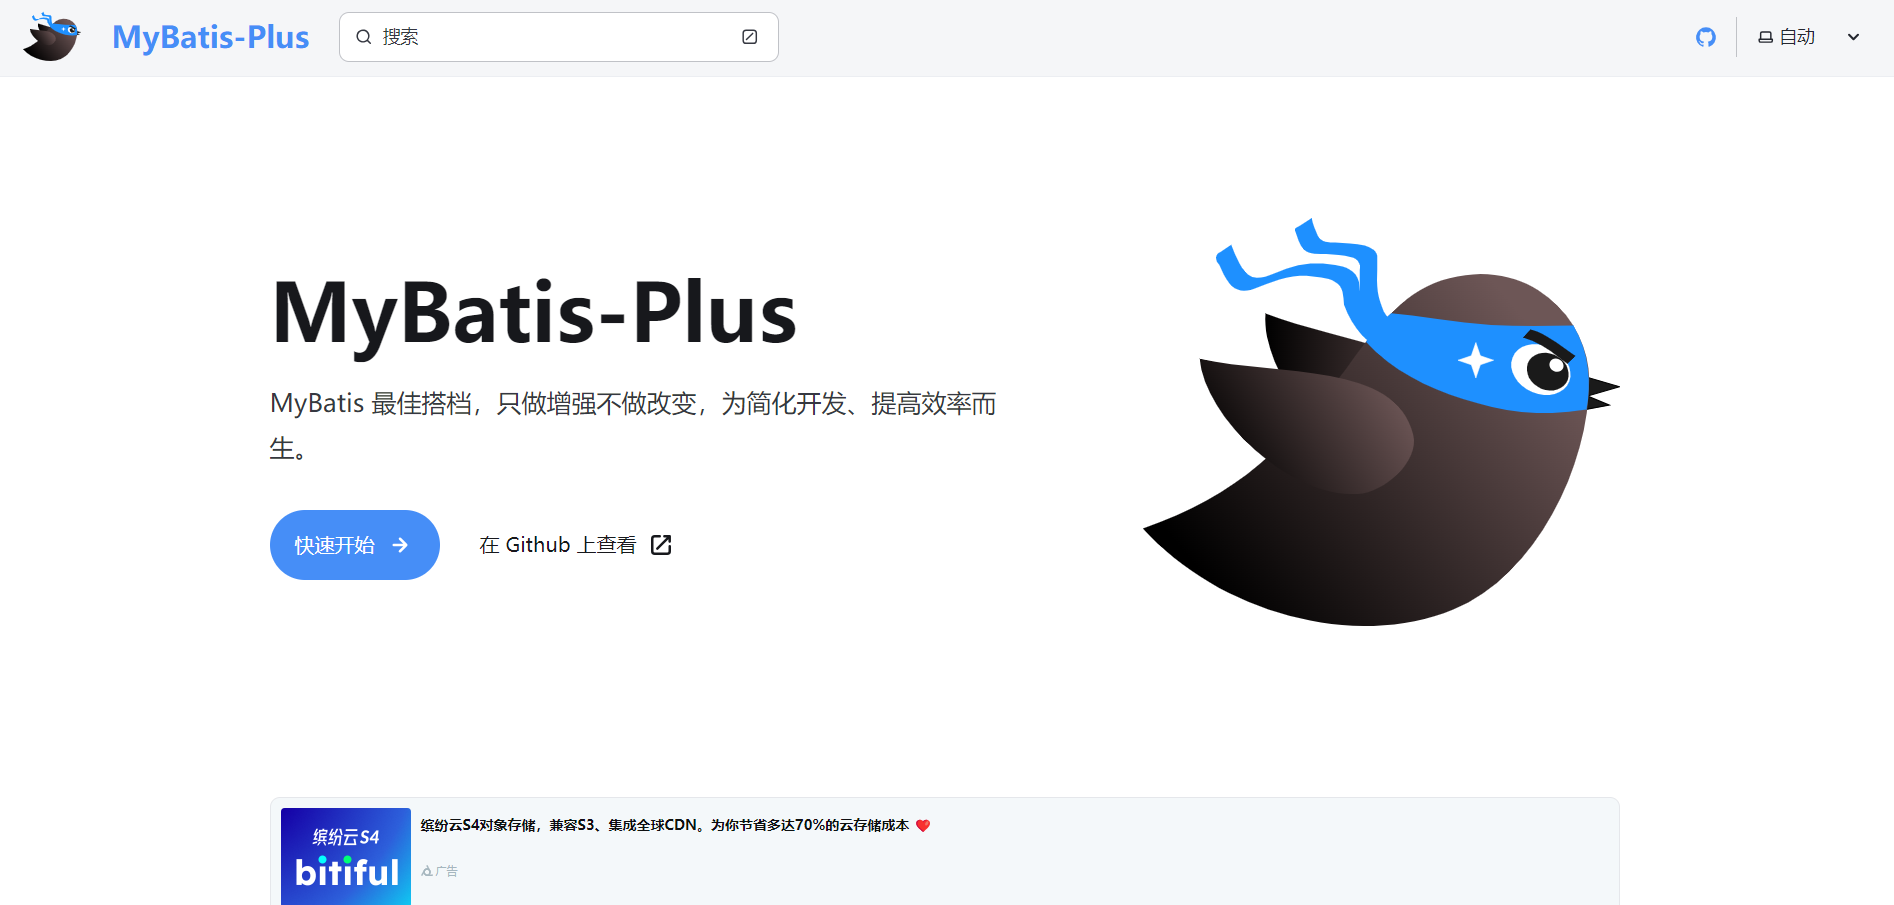 MyBatis-Plus
搜索
自动
MyBatis-Plus
MyBatis 最佳搭档，只做增强不做改变，为简化开发、提高效率而
生。
快速开始
在 Github 上查看
缤纷云S4
bitiful
缤纷云S4对象存储，兼容S3、集成全球CDN。为你节省多达70%的云存储成本 ❤️
广告